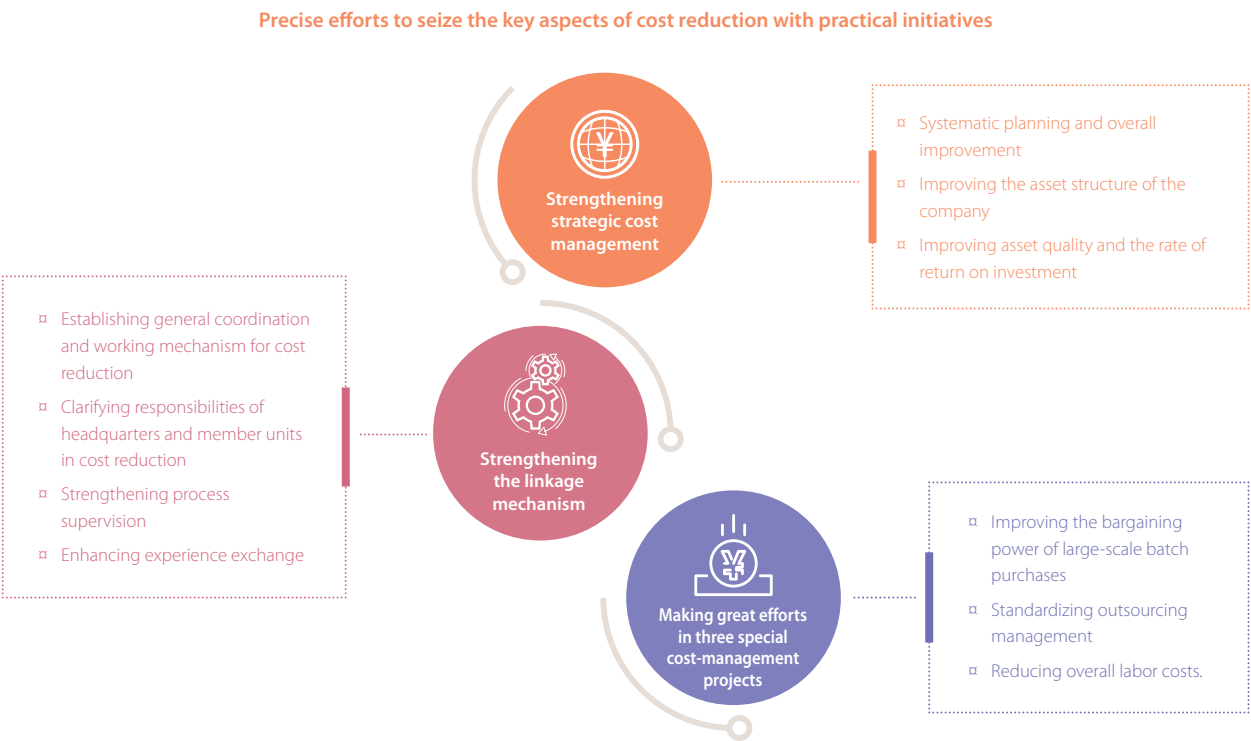 Precise efforts to seize the key aspects of cost reduction with practical initiatives
¥
Strengthening
strategic cost
management
¤ Systematic planning and overall
improvement
¤ Improving the asset structure of the
company
¤ Improving asset quality and the rate of
return on investment
¤ Establishing general coordination
and working mechanism for cost
reduction
¤ Clarifying responsibilities of
headquarters and member units
in cost reduction
¤ Strengthening process
supervision
¤ Enhancing experience exchange
Strengthening
the linkage
mechanism
¥
Making great efforts
in three special
cost-management
projects
¤ Improving the bargaining
power of large-scale batch
purchases
¤ Standardizing outsourcing
management
¤ Reducing overall labor costs.